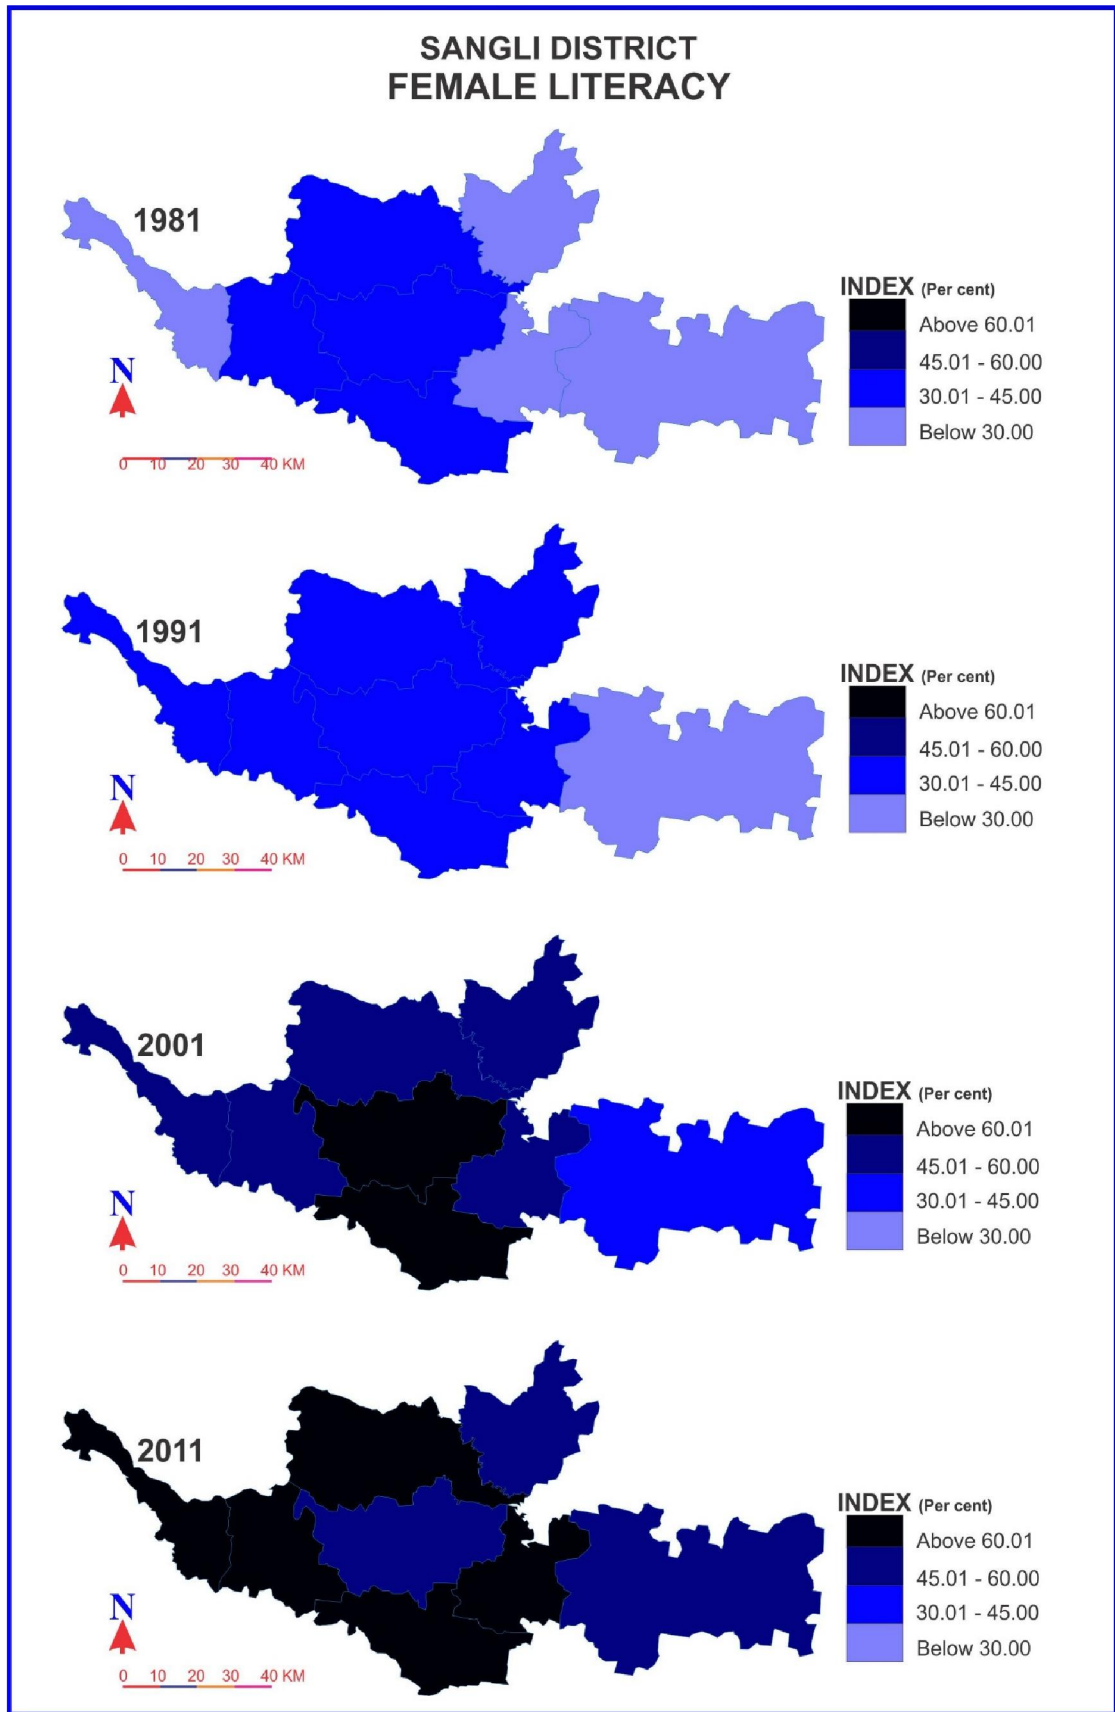 SANGLI DISTRICT
FEMALE LITERACY
1981
INDEX (Per cent)
Above 60.01
45.01 - 60.00
30.01 - 45.00
Below 30.00
N
0 10 20 30 40 KM
1991
INDEX (Per cent)
Above 60.01
45.01 - 60.00
30.01 - 45.00
Below 30.00
N
0 10 20 30 40 KM
2001
INDEX (Per cent)
Above 60.01
45.01 - 60.00
30.01 - 45.00
Below 30.00
N
0 10 20 30 40 KM
2011
INDEX (Per cent)
Above 60.01
45.01 - 60.00
30.01 - 45.00
Below 30.00
N
0 10 20 30 40 KM